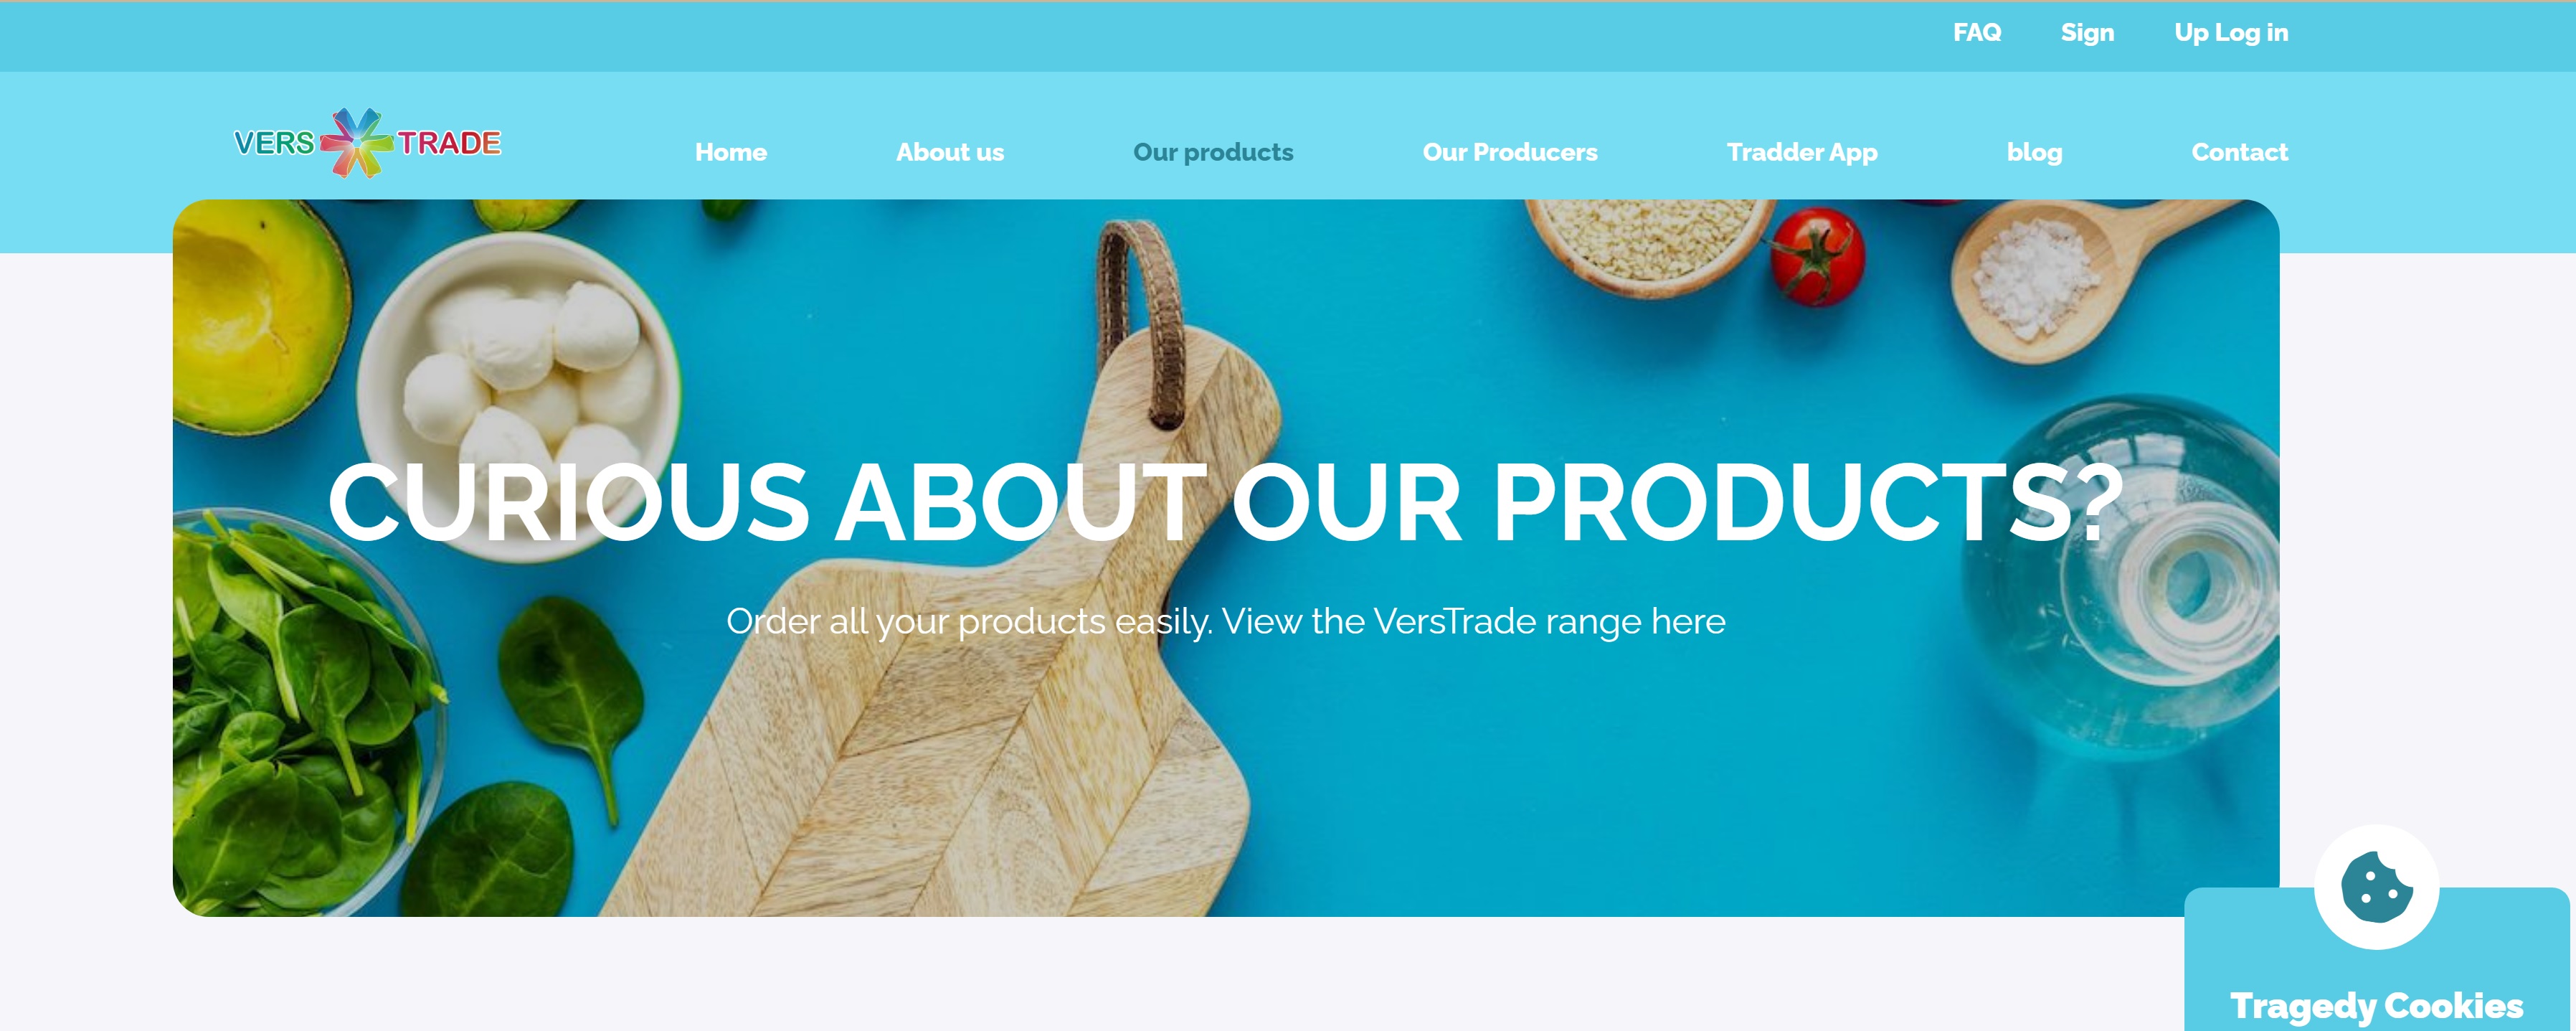 FAQ Sign Up Log in
VERS TRADE
Home About us Our products Our Producers Tradder App blog Contact
CURIOUS ABOUT OUR PRODUCTS?
Order all your products easily. View the VersTrade range here
Tragedy Cookies